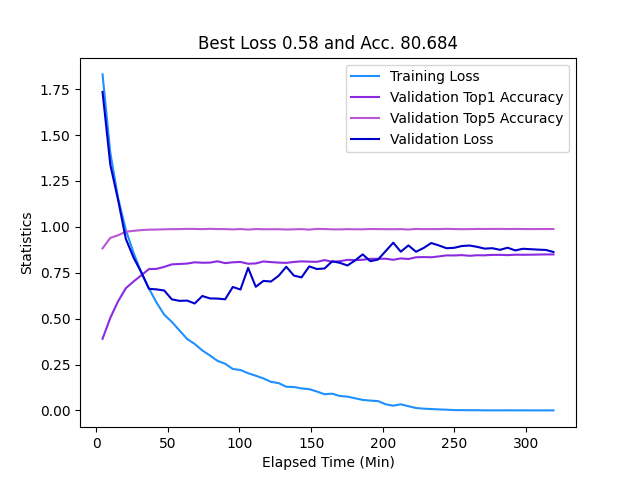 Best Loss 0.58 and Acc. 80.684
Training Loss
Validation Top1 Accuracy
Validation Top5 Accuracy
Validation Loss
Statistics
1.75
1.50
1.25
1.00
0.75
0.50
0.25
0.00
0 50 100 150 200 250 300
Elapsed Time (Min)